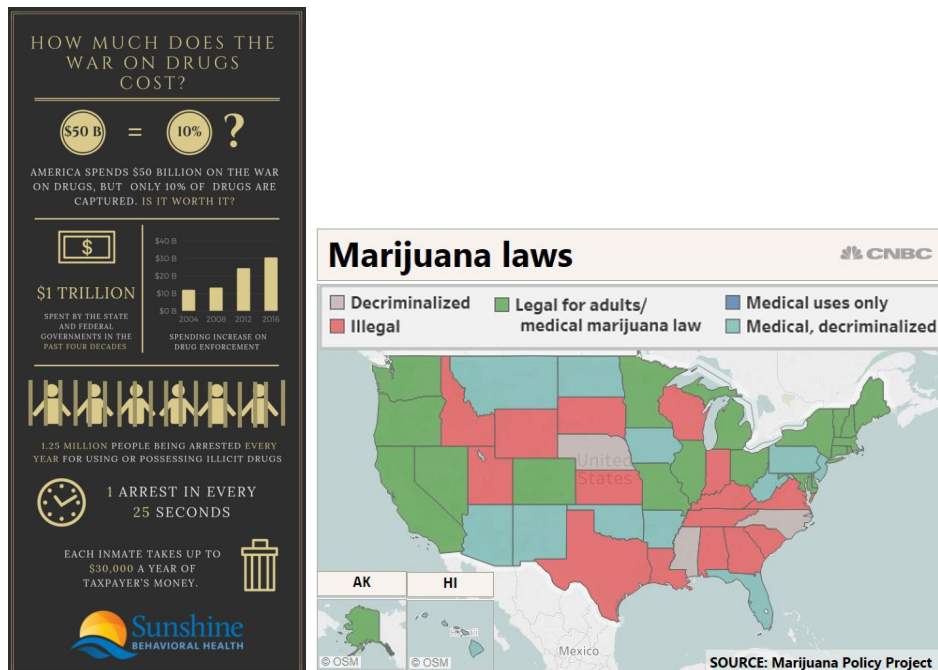 HOW MUCH DOES THE
WAR ON DRUGS
COST?
$50 B = 10% ?
AMERICA SPENDS $50 BILLION ON THE WAR
ON DRUGS, BUT ONLY 10% OF DRUGS ARE
CAPTURED. IS IT WORTH IT?
$
$1 TRILLION
SPENT BY THE STATE
AND FEDERAL
GOVERNMENTS IN THE
PAST FOUR DECADES
$40 B
$30 B
$20 B
$10 B
$0 B
2004 2008 2012 2016
SPENDING INCREASE ON
DRUG ENFORCEMENT
1.25 MILLION PEOPLE BEING ARRESTED EVERY
YEAR FOR USING OR POSSESSING ILLICIT DRUGS
1 ARREST IN EVERY
25 SECONDS
EACH INMATE TAKES UP TO
$30,000 A YEAR OF
TAXPAYER'S MONEY.
Sunshine
BEHAVIORAL HEALTH
Marijuana laws
CNBC
Decriminalized
Illegal
Legal for adults/
medical marijuana law
Medical uses only
Medical, decriminalized
United
States
AK
HI
© OSM
© OSM
Mexico
SOURCE: Marijuana Policy Project